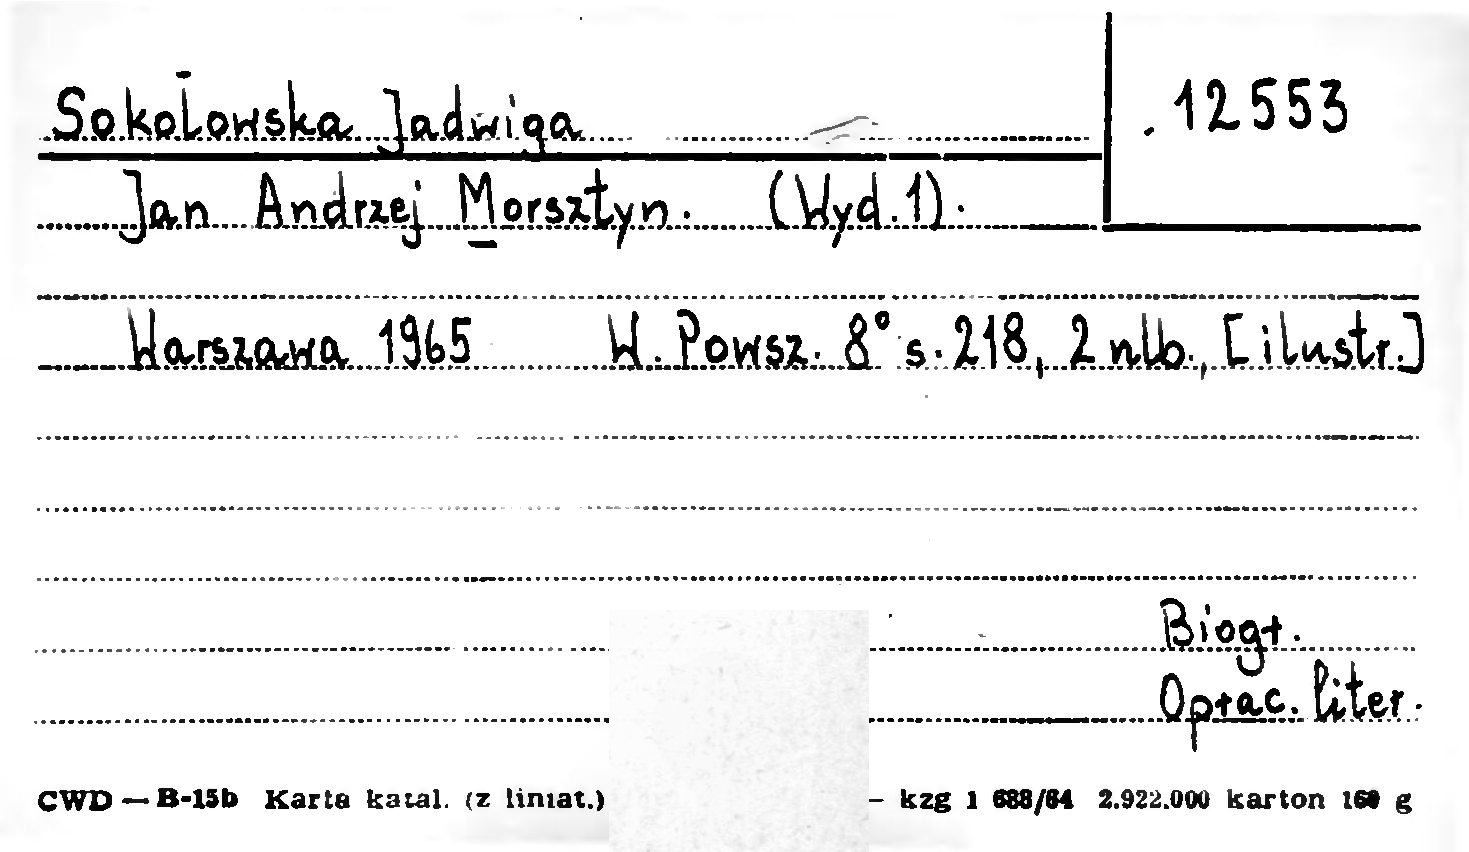 Sokołowska Jadwiga
12553
Jan Andrzej Morsztyn. (Wyd.1).
Warszawa 1965 W. Powsz. 8° s. 218, 2 nlb., [ilustr.]
Biogr.
Oprac. liter.
CWD — B-15b Karta katal. (z liniat.) — kzg 1 688/64 2.922.000 karton 160 g